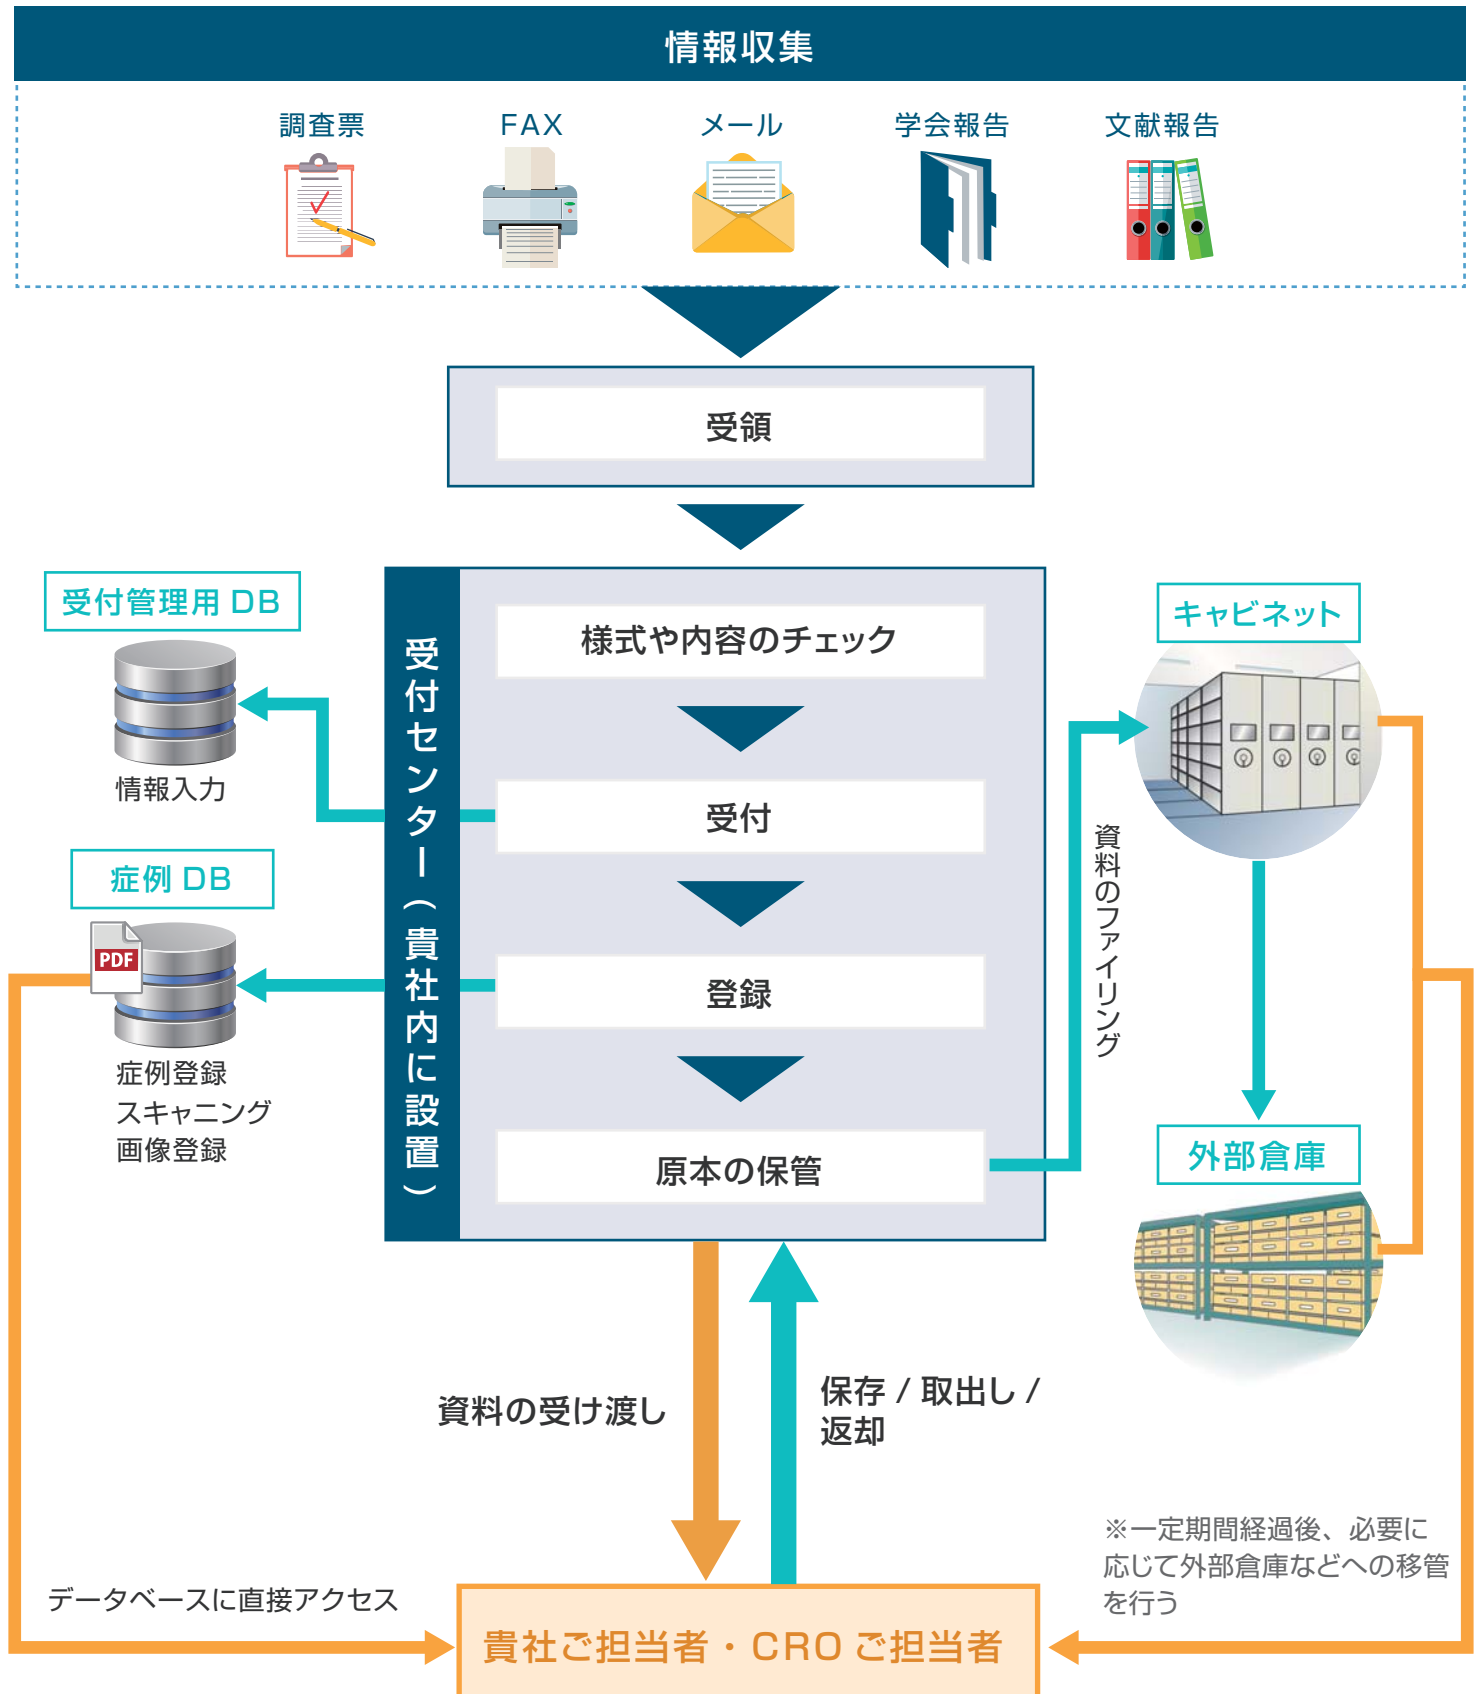 情報収集
調査票
FAX
メール
学会報告
文献報告
受領
受付管理用 DB
情報入力
症例 DB
PDF
症例登録
スキャニング
画像登録
受付センター（貴社内に設置）
様式や内容のチェック
受付
登録
原本の保管
資料のファイリング
キャビネット
外部倉庫
資料の受け渡し
保存 / 取出し /
返却
※一定期間経過後、必要に
応じて外部倉庫などへの移管
を行う
データベースに直接アクセス
貴社ご担当者・CRO ご担当者